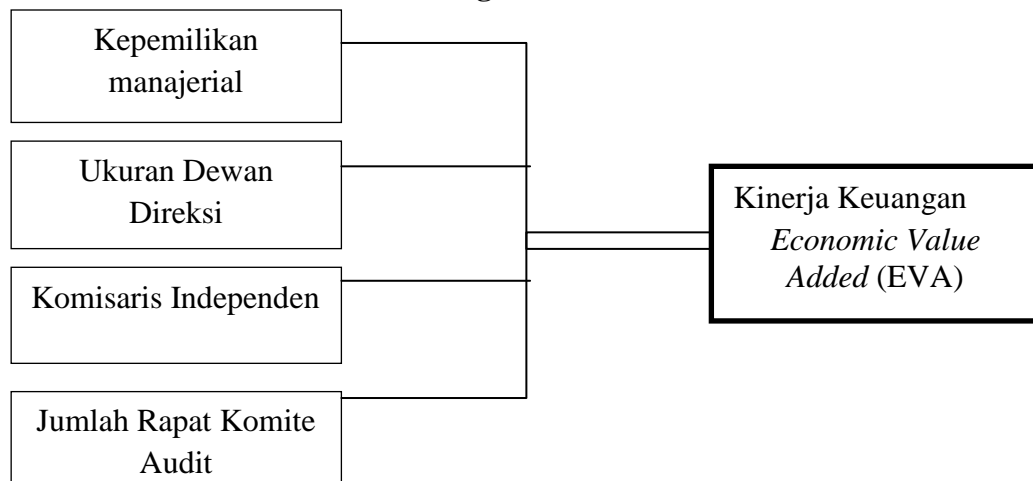 Kepemilikan
manajerial
Ukuran Dewan
Direksi
Komisaris Independen
Jumlah Rapat Komite
Audit
Kinerja Keuangan
Economic Value
Added (EVA)